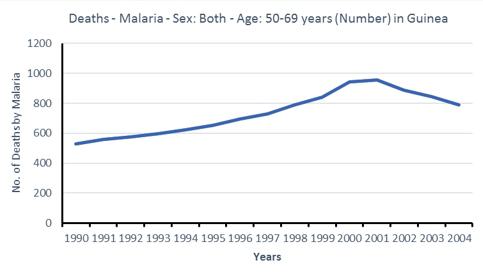 Deaths - Malaria - Sex: Both - Age: 50-69 years (Number) in Guinea
No. of Deaths by Malaria
1200
1000
800
600
400
200
0
1990 1991 1992 1993 1994 1995 1996 1997 1998 1999 2000 2001 2002 2003 2004
Years